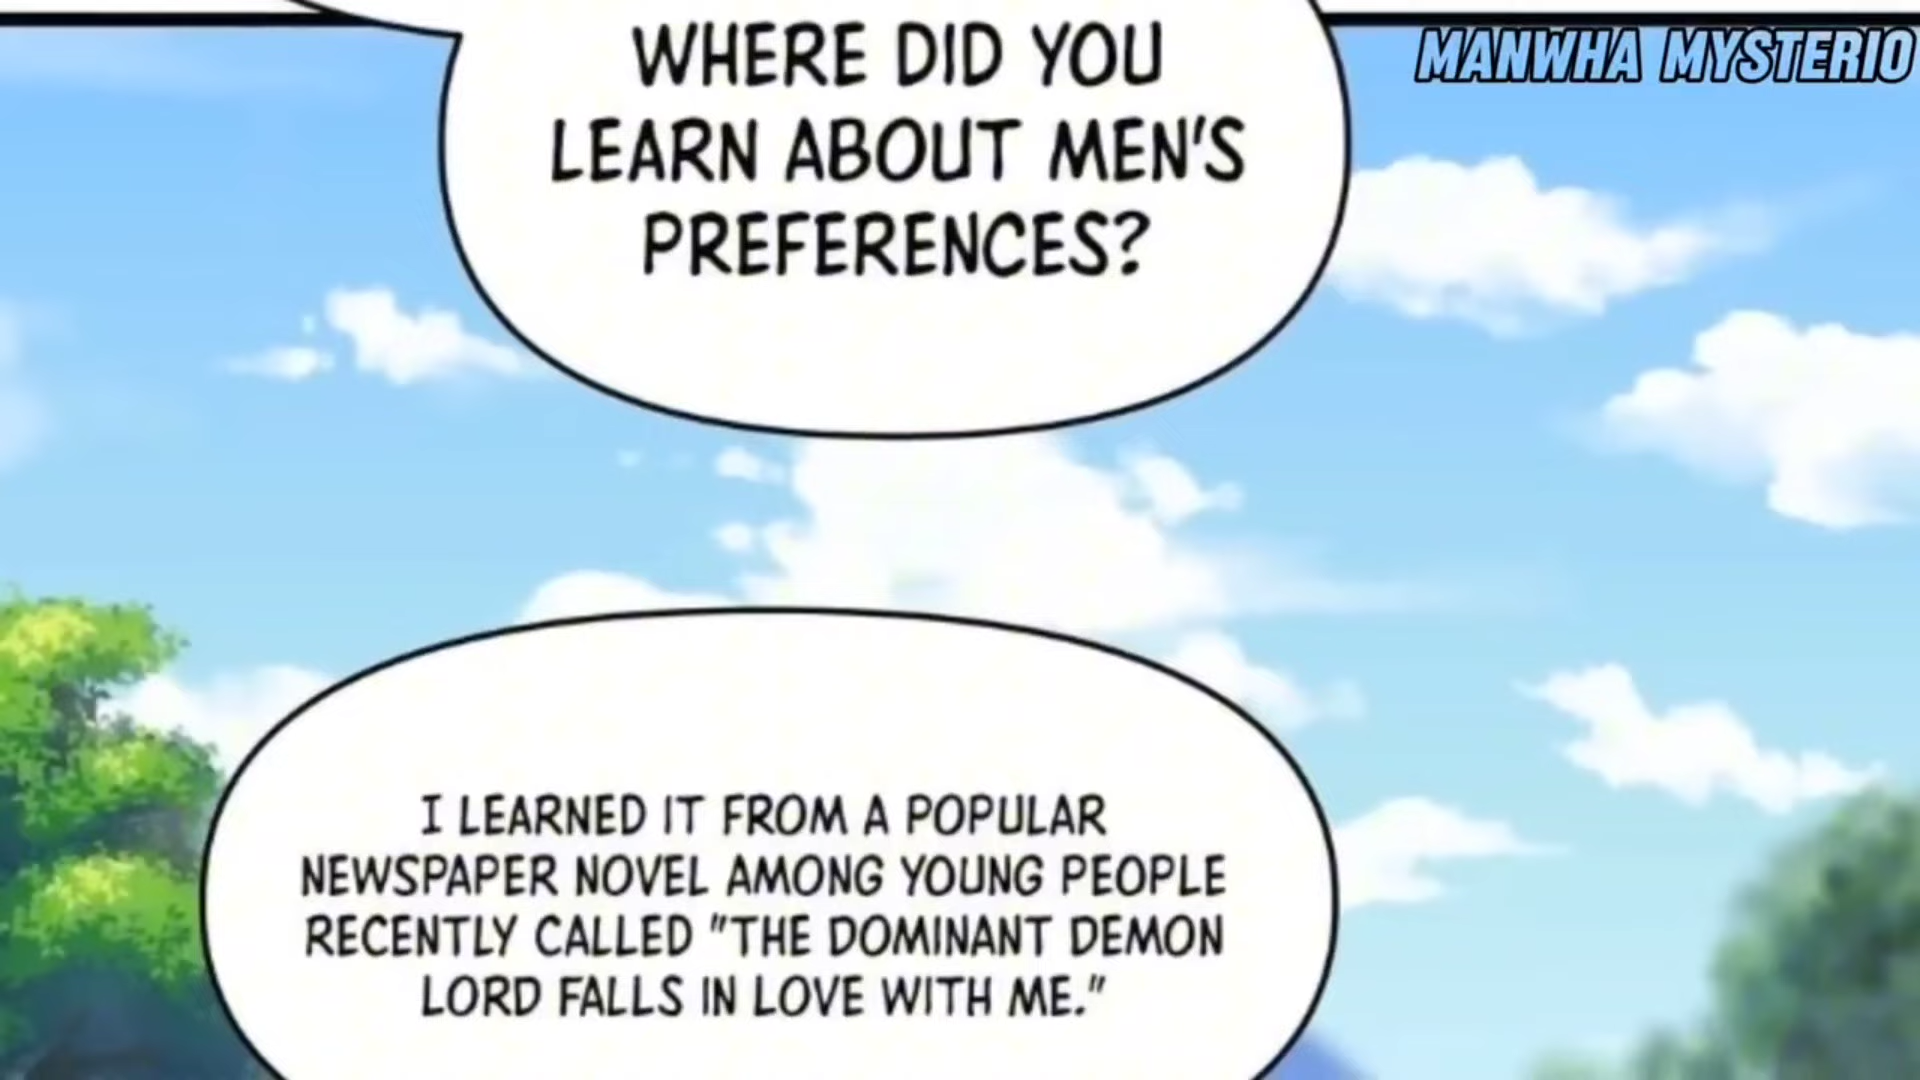 MANWHA MYSTERIO
WHERE DID YOU
LEARN ABOUT MEN'S
PREFERENCES?
I LEARNED IT FROM A POPULAR
NEWSPAPER NOVEL AMONG YOUNG PEOPLE
RECENTLY CALLED "THE DOMINANT DEMON
LORD FALLS IN LOVE WITH ME."